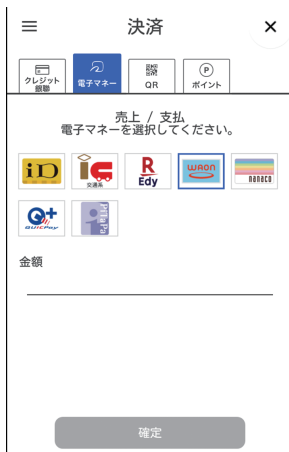 決済
クレジット
銀聯
電子マネー
QR
P
ポイント
売上 / 支払
電子マネーを選択してください。
iD
交通系
R
Edy
WAON
nanaco
QUICPay
PiTaPa
金額
確定